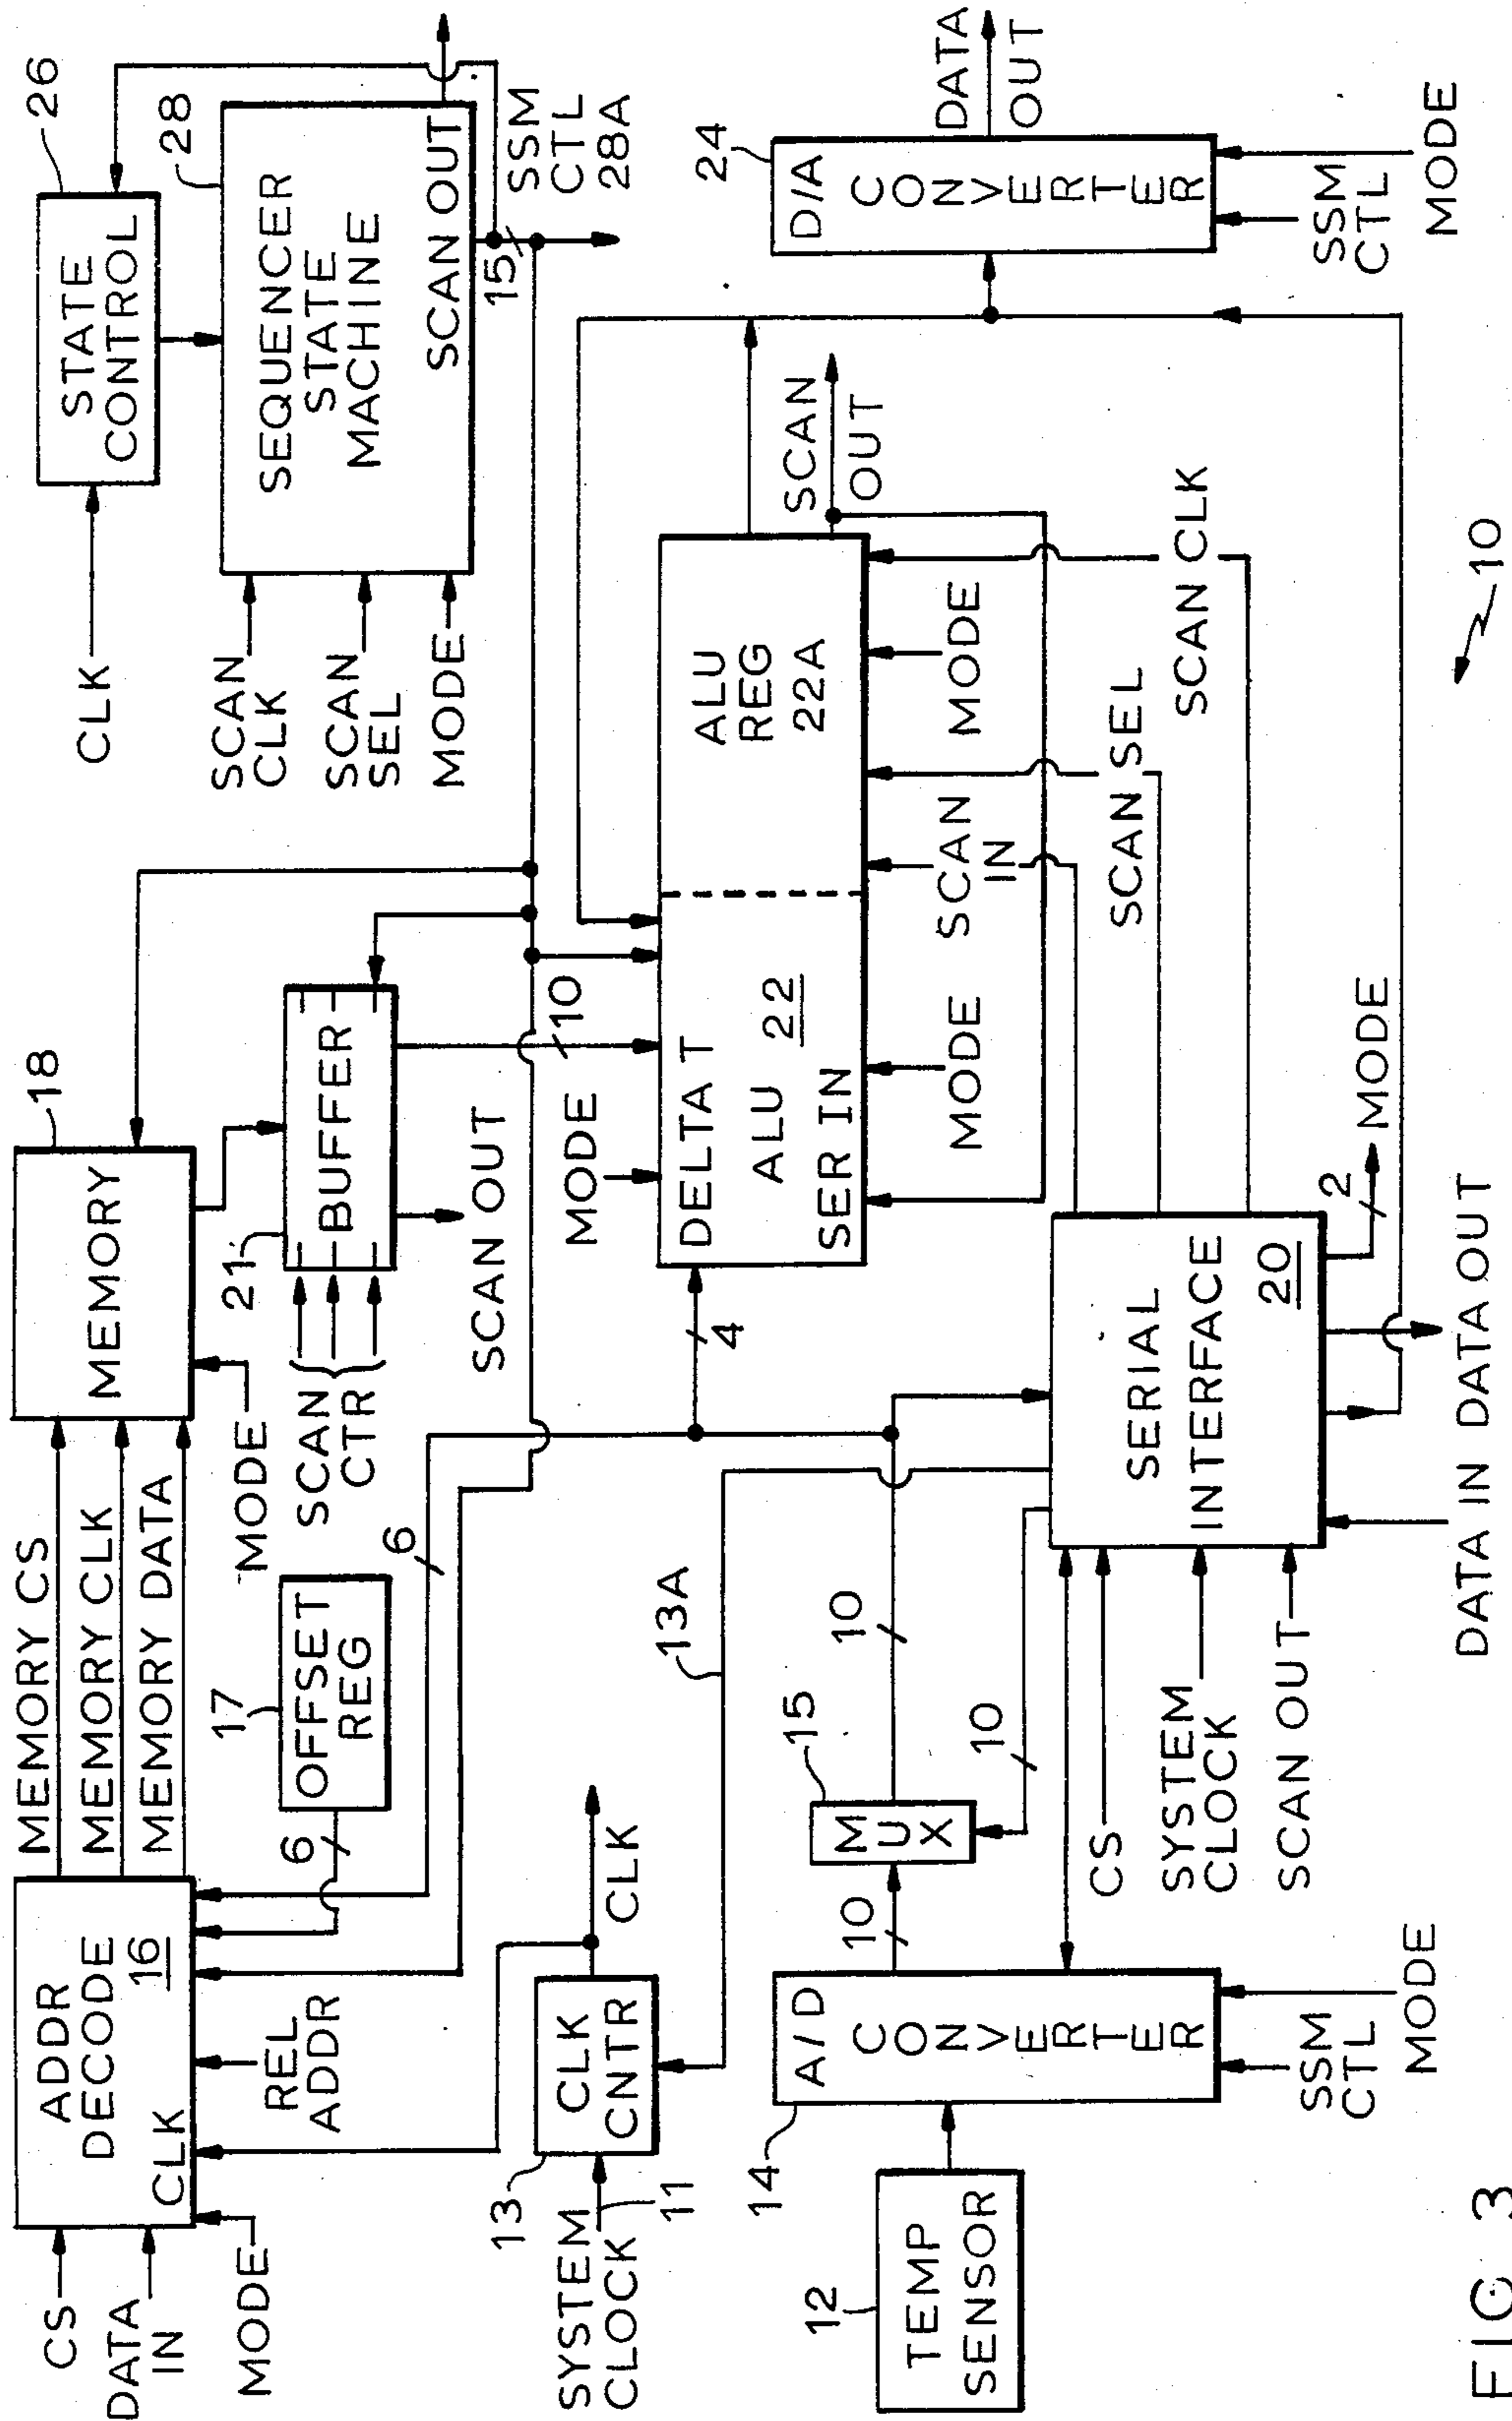 CS
DATA
IN
MODE
ADDR
DECODE
16
CLK
REL
ADDR
MEMORY CS
MEMORY CLK
MEMORY DATA
MEMORY
18
MODE
17
OFFSET
REG
6
6
21
BUFFER
SCAN
CTR
SCAN OUT
10
CLK
STATE
CONTROL
26
SCAN
CLK
SCAN
SEL
MODE
SEQUENCER
STATE
MACHINE
SCAN OUT
28
15
SSM
CTL
28A
SYSTEM
CLOCK
11
13
CLK
CNTR
CLK
13A
MODE
4
DELTA T
ALU
22
SER IN
ALU
REG
22A
MODE
SCAN
IN
MODE
SCAN
OUT
SCAN SEL
SCAN CLK
12
TEMP
SENSOR
14
A/D
CONVERTER
SSM
CTL
MODE
10
15
MUX
10
10
CS
SYSTEM
CLOCK
SCAN OUT
SERIAL
INTERFACE
20
DATA IN
DATA OUT
2
MODE
24
D/A
CONVERTER
DATA
OUT
SSM
CTL
MODE
10
FIG. 3